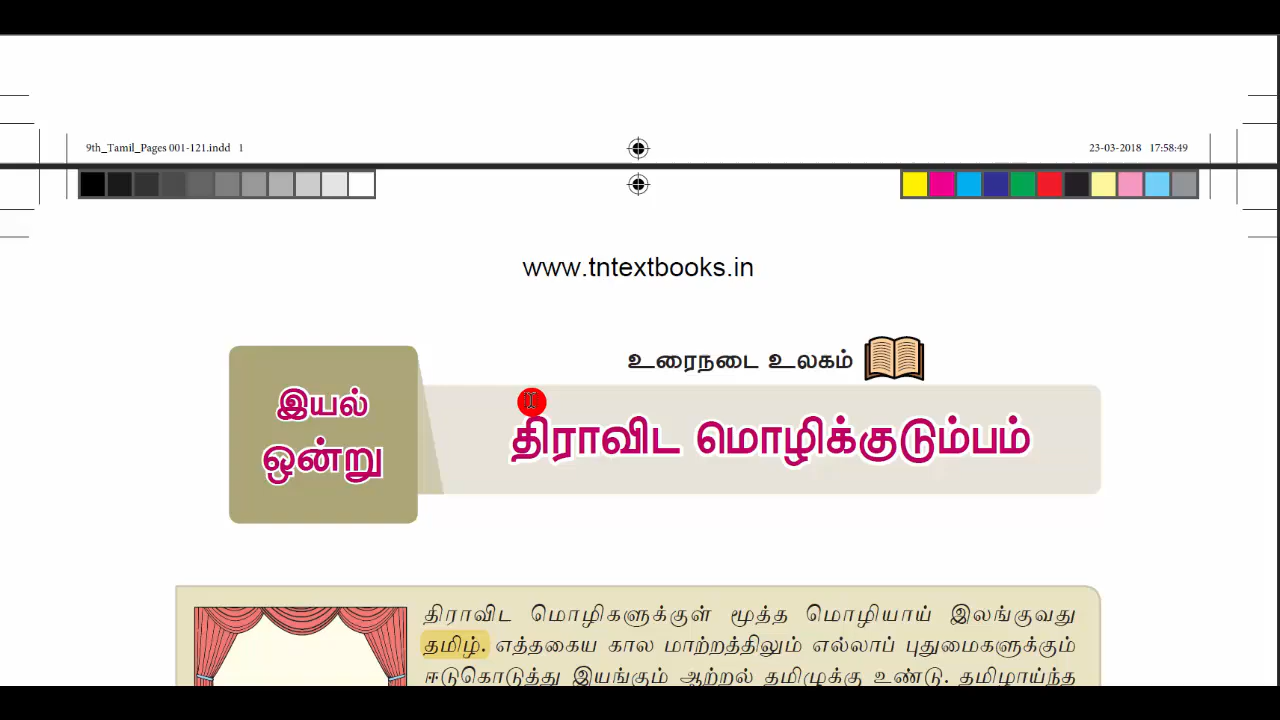 9th_Tamil_Pages 001-121.indd 1
23-03-2018 17:58:49
www.tntextbooks.in
உரைநடை உலகம்
இயல்
ஒன்று
திராவிட மொழிக்குடும்பம்
திராவிட மொழிகளுக்குள் மூத்த மொழியாய் இலங்குவது
தமிழ். எத்தகைய கால மாற்றத்திலும் எல்லாப் புதுமைகளுக்கும்
ஈடுகொடுத்து இயங்கும் ஆற்றல் தமிழுக்கு உண்டு. தமிழாய்ந்த